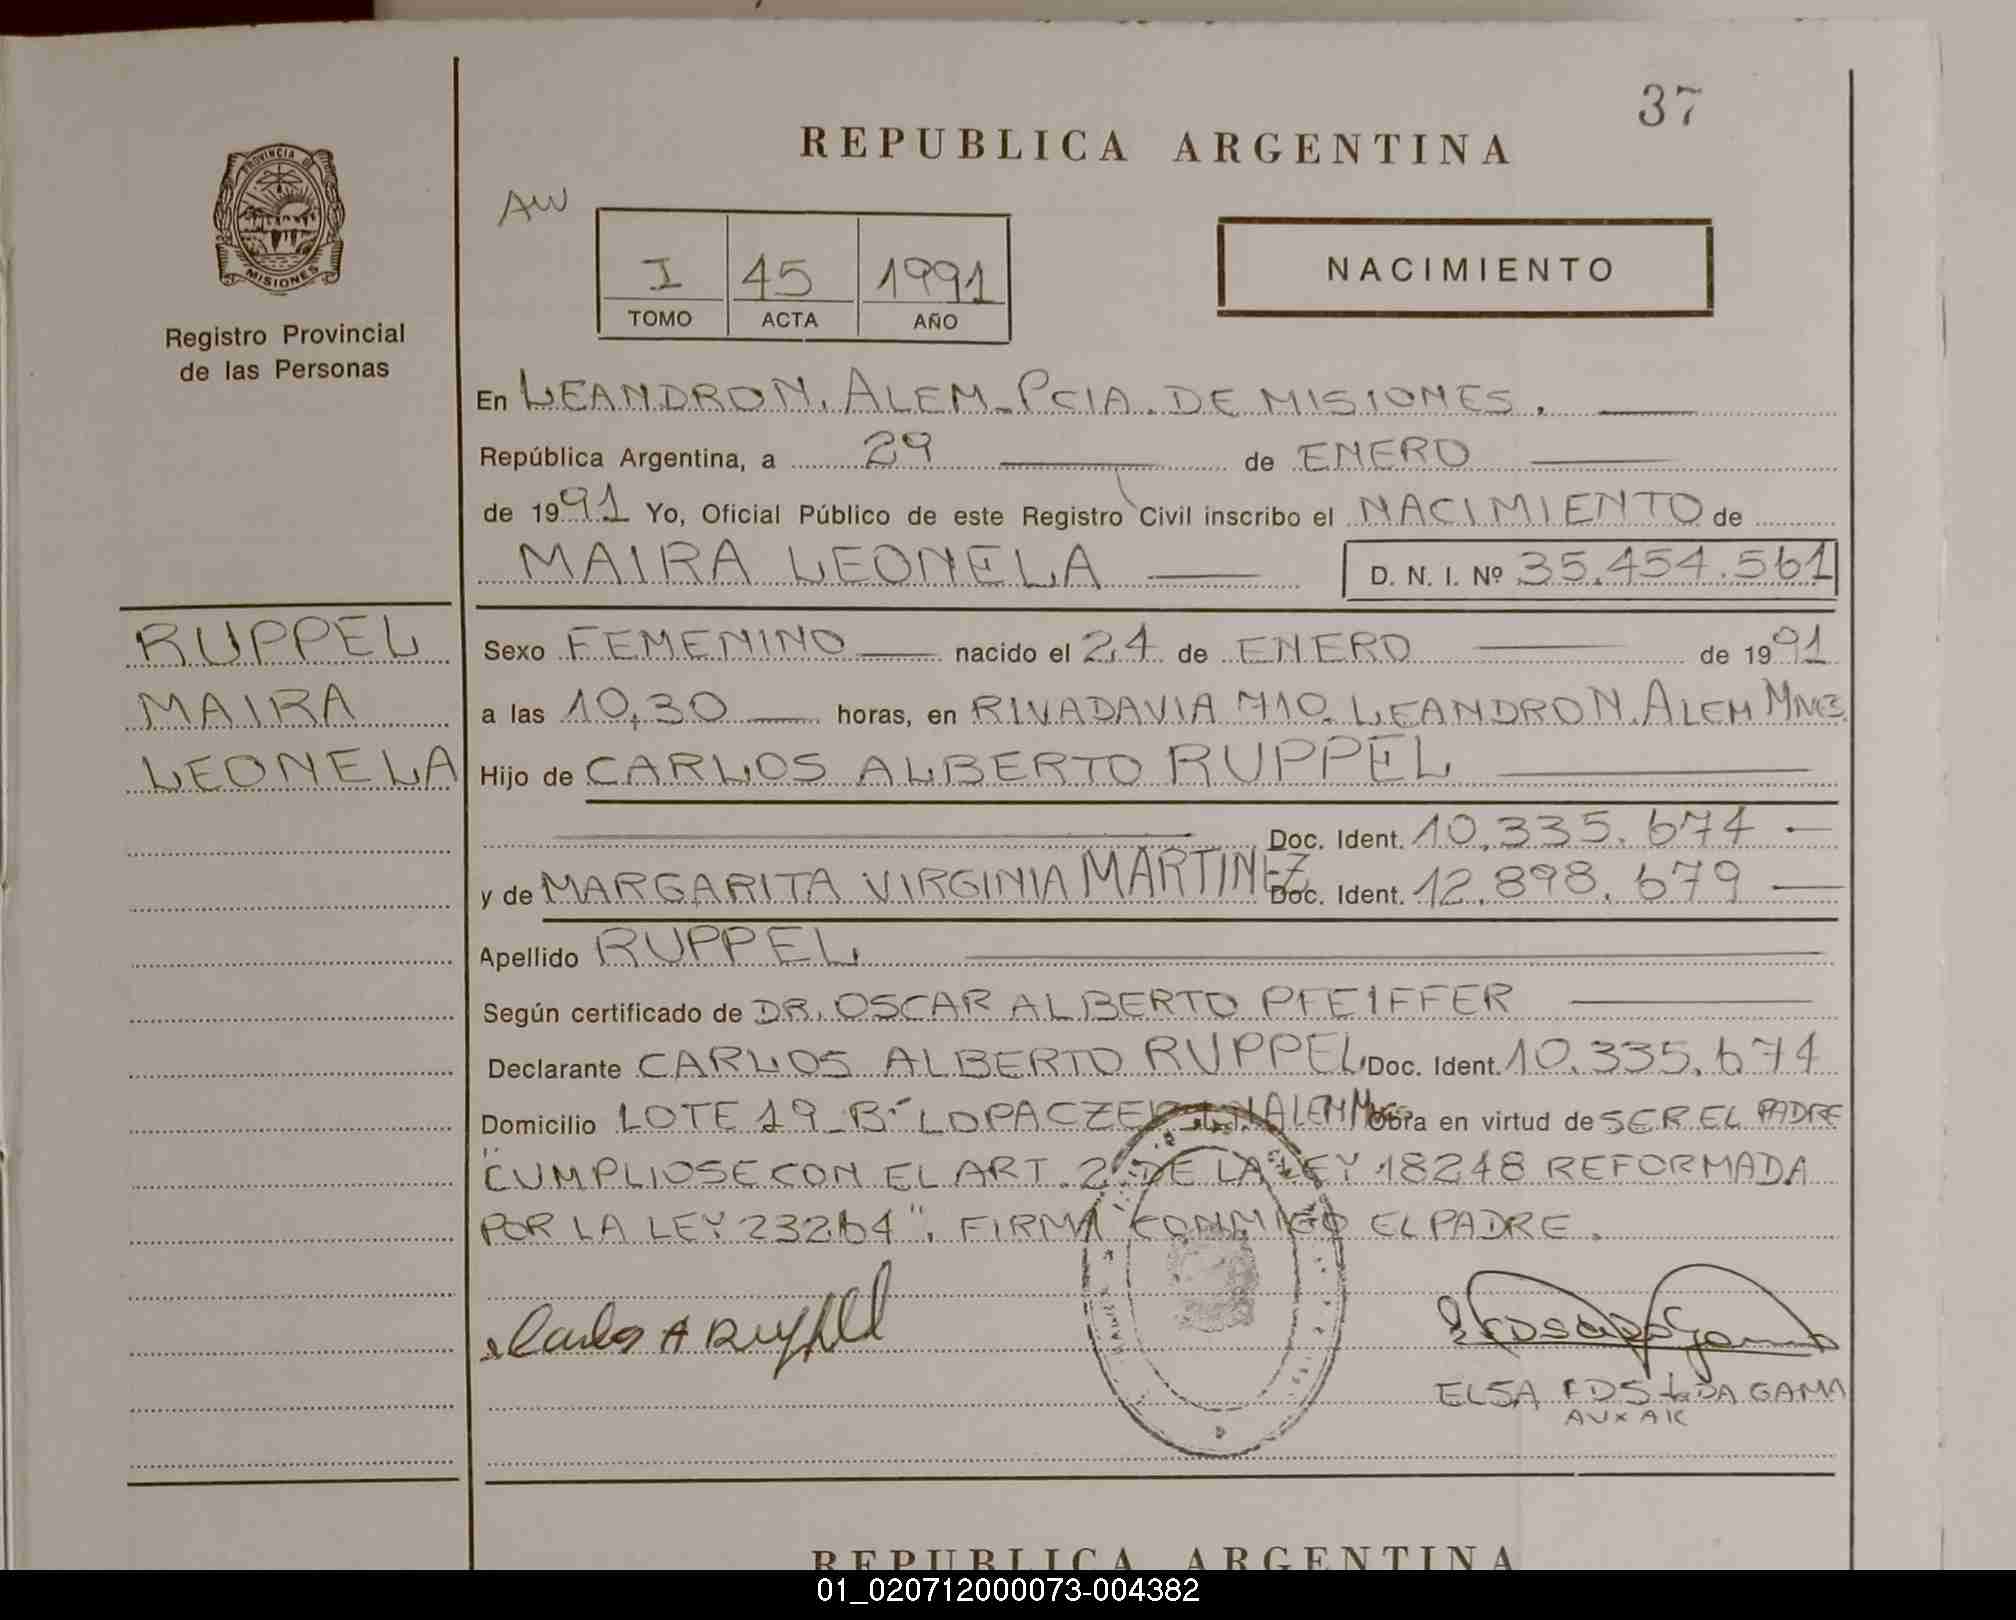 37
REPUBLICA ARGENTINA
PROVINCIA DE
MISIONES
Registro Provincial
de las Personas
AW
I 45 1991
TOMO ACTA AÑO
NACIMIENTO
En LEANDRO N. ALEM - PCIA. DE MISIONES.
República Argentina, a 29 de ENERO
de 1991 Yo, Oficial Público de este Registro Civil inscribo el NACIMIENTO de
MAIRA LEONELA D. N. I. Nº 35.454.561
RUPPEL
MAIRA
LEONELA
Sexo FEMENINO nacido el 24 de ENERO de 1991
a las 10,30 horas, en RIVADAVIA 710. LEANDRO N. ALEM MNES.
Hijo de CARLOS ALBERTO RUPPEL
Doc. Ident. 10.335.674
y de MARGARITA VIRGINIA MARTINEZ Doc. Ident. 12.898.679
Apellido RUPPEL
Según certificado de DR. OSCAR ALBERTO PFEIFFER
Declarante CARLOS ALBERTO RUPPEL Doc. Ident. 10.335.674
Domicilio LOTE 19 - Bº LOPACZEK Obra en virtud de SER EL PADRE
"CUMPLIOSE CON EL ART. 2 DE LA LEY 18248 REFORMADA
POR LA LEY 23264". FIRMA CONMIGO EL PADRE.
Carlos A Ruppel
ELSA DA GAMA
REPUBLICA ARGENTINA
01_020712000073-004382